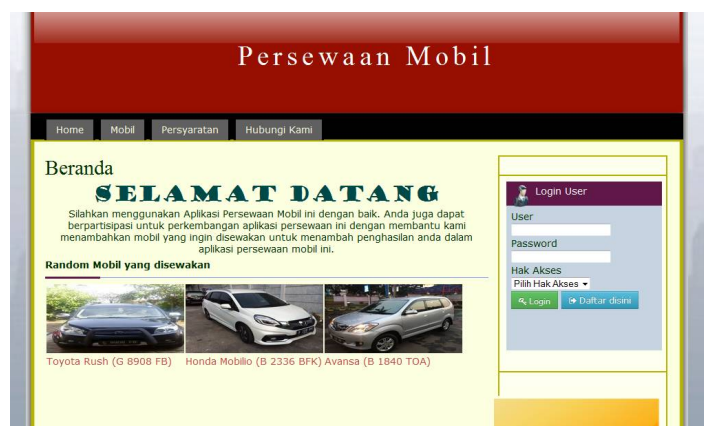 Persewaan Mobil
Home Mobil Persyaratan Hubungi Kami
Beranda
SELAMAT DATANG
Silahkan menggunakan Aplikasi Persewaan Mobil ini dengan baik. Anda juga dapat
berpartisipasi untuk perkembangan aplikasi persewaan ini dengan membantu kami
menambahkan mobil yang ingin disewakan untuk menambah penghasilan anda dalam
aplikasi persewaan mobil ini.
Random Mobil yang disewakan
Toyota Rush (G 8908 FB) Honda Mobilio (B 2336 BFK) Avansa (B 1840 TOA)
Login User
User
Password
Hak Akses
Pilih Hak Akses
Login Daftar disini